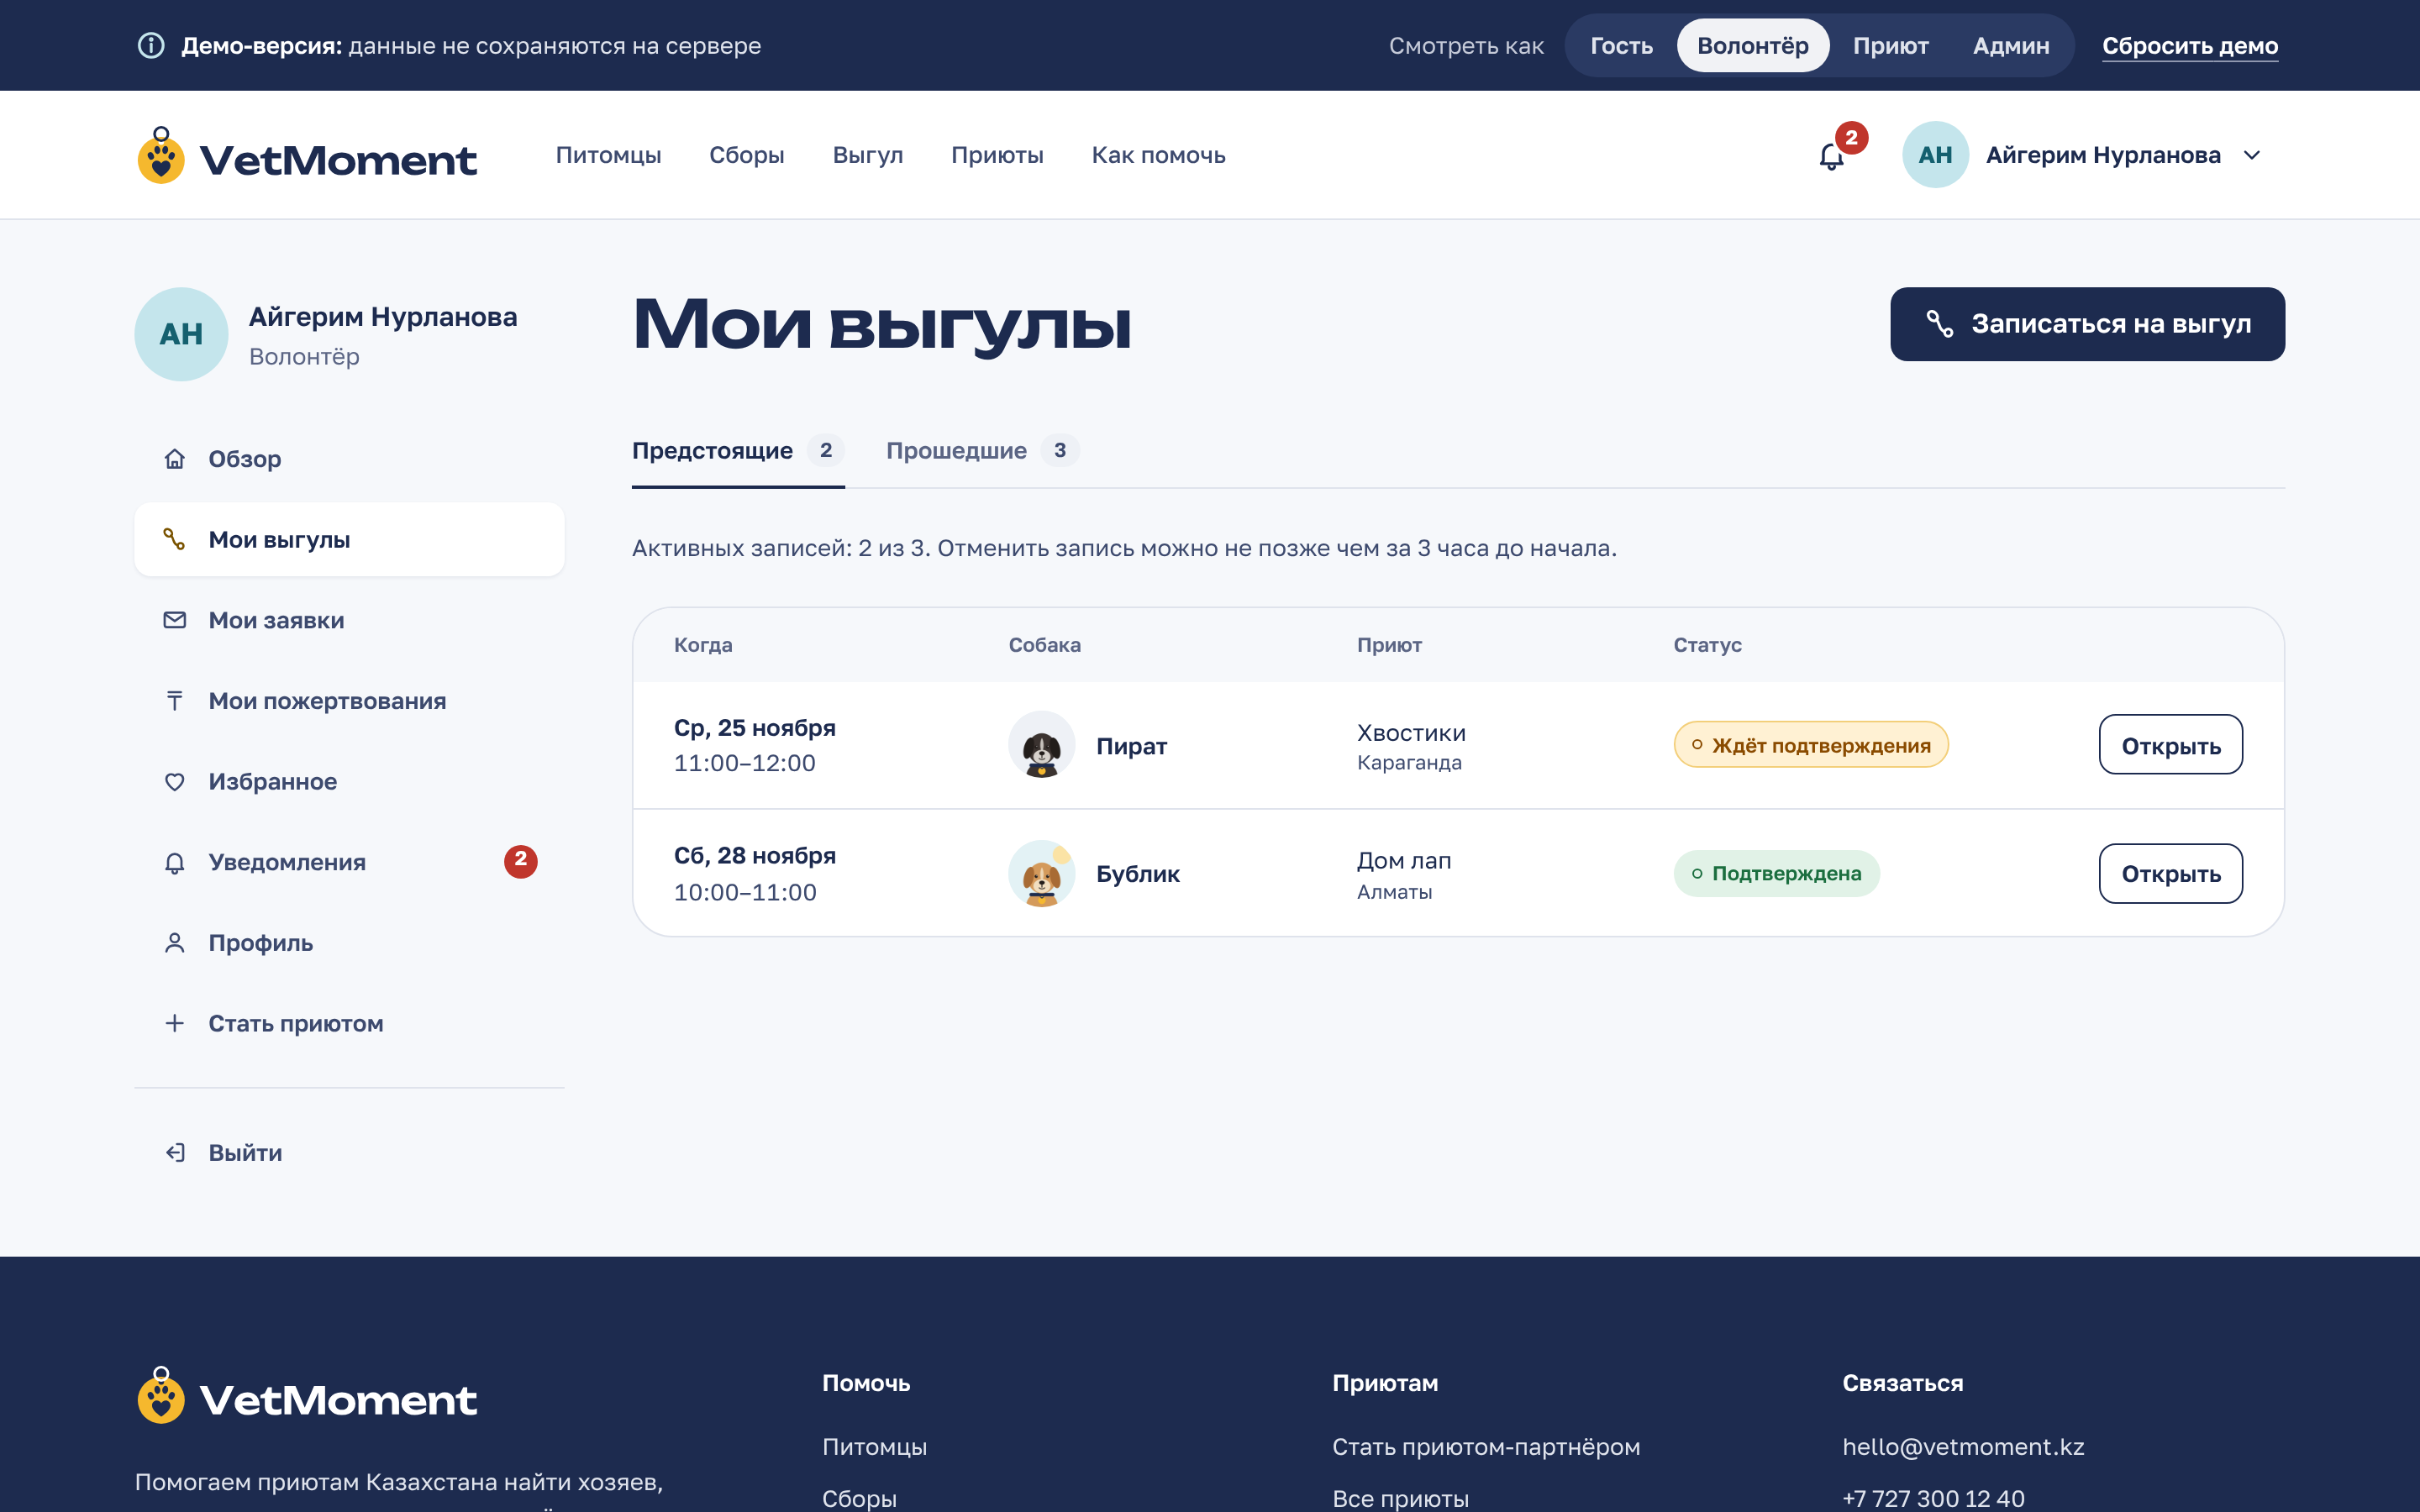 Демо-версия: данные не сохраняются на сервере
Смотреть как
Гость
Волонтёр
Приют
Админ
Сбросить демо
VetMoment
Питомцы
Сборы
Выгул
Приюты
Как помочь
2
АН
Айгерим Нурланова
АН
Айгерим Нурланова
Волонтёр
Обзор
Мои выгулы
Мои заявки
Мои пожертвования
Избранное
Уведомления
2
Профиль
Стать приютом
Выйти
Мои выгулы
Записаться на выгул
Предстоящие 2
Прошедшие 3
Активных записей: 2 из 3. Отменить запись можно не позже чем за 3 часа до начала.
Когда
Собака
Приют
Статус
Ср, 25 ноября
11:00–12:00
Пират
Хвостики
Караганда
Ждёт подтверждения
Открыть
Сб, 28 ноября
10:00–11:00
Бублик
Дом лап
Алматы
Подтверждена
Открыть
VetMoment
Помогаем приютам Казахстана найти хозяев,
Помочь
Питомцы
Сборы
Приютам
Стать приютом-партнёром
Все приюты
Связаться
hello@vetmoment.kz
+7 727 300 12 40